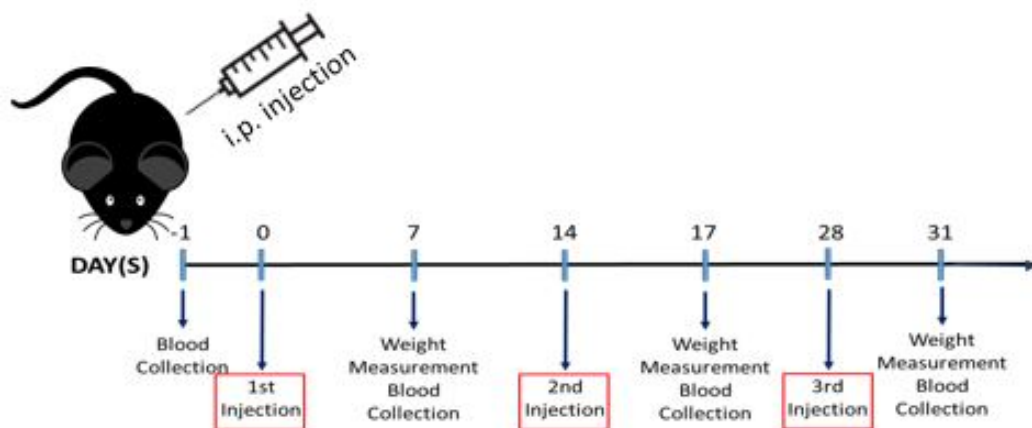 i.p. injection
-1 0 7 14 17 28 31
DAY(S)
Blood
Collection
1st
Injection
Weight
Measurement
Blood
Collection
2nd
Injection
Weight
Measurement
Blood
Collection
3rd
Injection
Weight
Measurement
Blood
Collection